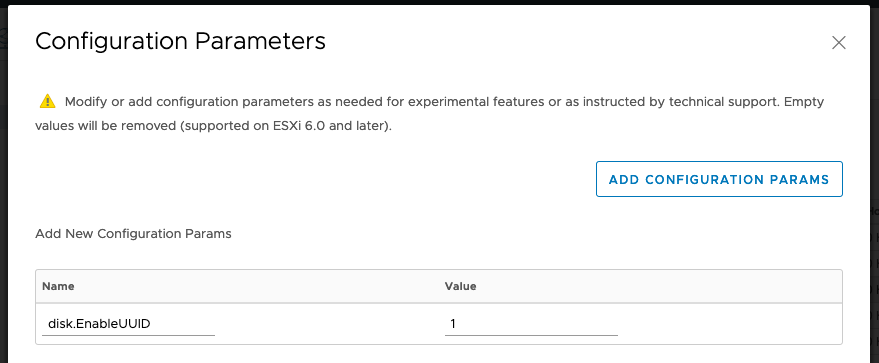 Configuration Parameters
Modify or add configuration parameters as needed for experimental features or as instructed by technical support. Empty
values will be removed (supported on ESXi 6.0 and later).
ADD CONFIGURATION PARAMS
Add New Configuration Params
Name Value
disk.EnableUUID 1